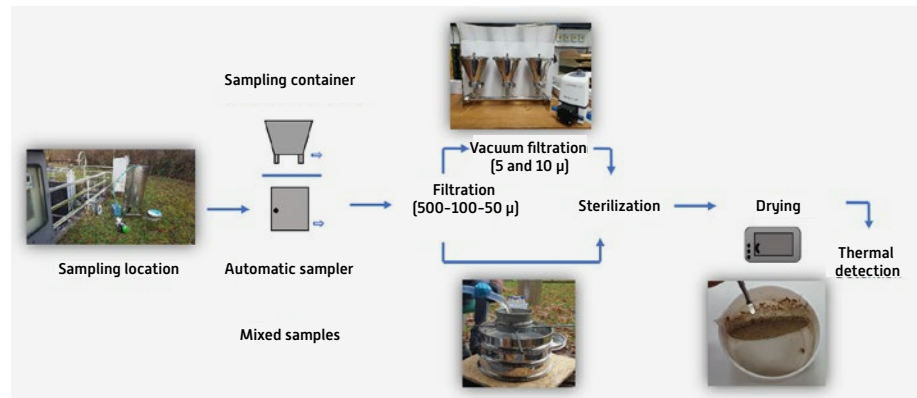 Sampling container
Vacuum filtration
(5 and 10 µ)
Filtration
(500-100-50 µ)
Sterilization
Drying
Thermal
detection
Sampling location
Automatic sampler
Mixed samples